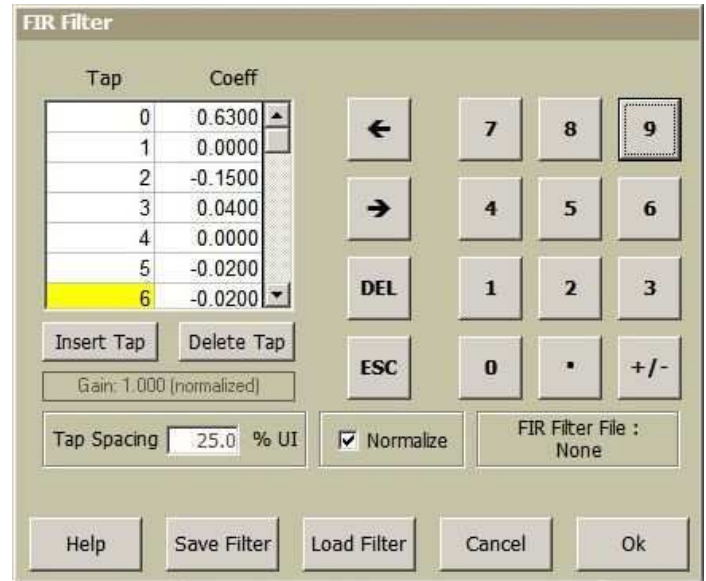 FIR Filter
Tap Coeff
0 0.6300
1 0.0000
2 -0.1500
3 0.0400
4 0.0000
5 -0.0200
6 -0.0200
Insert Tap Delete Tap
Gain: 1.000 (normalized)
Tap Spacing 25.0 % UI
← 7 8 9
→ 4 5 6
DEL 1 2 3
ESC 0 . +/-
Normalize
FIR Filter File :
None
Help Save Filter Load Filter Cancel Ok